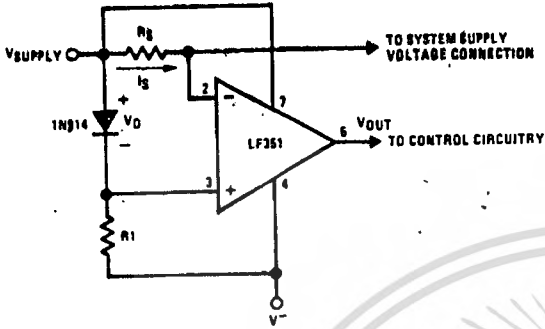 VSUPPLY
RS
IS
TO SYSTEM SUPPLY
VOLTAGE CONNECTION
2
7
1N914
+
VD
-
-
LF351
6
VOUT
TO CONTROL CIRCUITRY
3
+
4
R1
V-